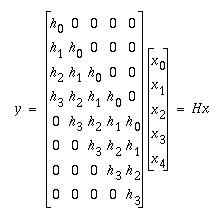 y =
h₀ 0 0 0 0
h₁ h₀ 0 0 0
h₂ h₁ h₀ 0 0
h₃ h₂ h₁ h₀ 0
0 h₃ h₂ h₁ h₀
0 0 h₃ h₂ h₁
0 0 0 h₃ h₂
0 0 0 0 h₃
x₀
x₁
x₂
x₃
x₄
= Hx